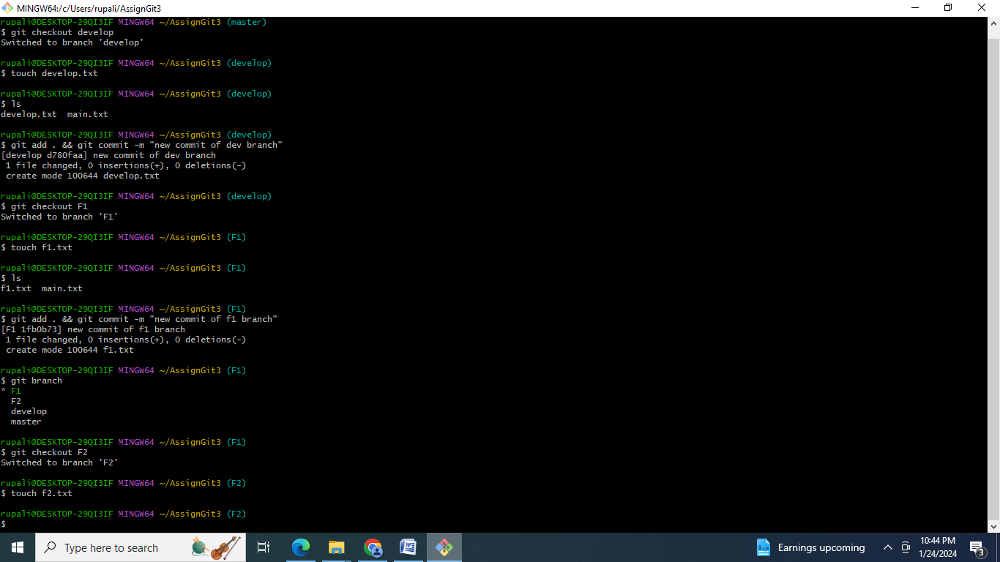 MINGW64:/c/Users/rupali/AssignGit3
rupali@DESKTOP-29QI3IF MINGW64 ~/AssignGit3 (master)
$ git checkout develop
Switched to branch 'develop'
rupali@DESKTOP-29QI3IF MINGW64 ~/AssignGit3 (develop)
$ touch develop.txt
rupali@DESKTOP-29QI3IF MINGW64 ~/AssignGit3 (develop)
$ ls
develop.txt  main.txt
rupali@DESKTOP-29QI3IF MINGW64 ~/AssignGit3 (develop)
$ git add . && git commit -m "new commit of dev branch"
[develop d780faa] new commit of dev branch
 1 file changed, 0 insertions(+), 0 deletions(-)
 create mode 100644 develop.txt
rupali@DESKTOP-29QI3IF MINGW64 ~/AssignGit3 (develop)
$ git checkout F1
Switched to branch 'F1'
rupali@DESKTOP-29QI3IF MINGW64 ~/AssignGit3 (F1)
$ touch f1.txt
rupali@DESKTOP-29QI3IF MINGW64 ~/AssignGit3 (F1)
$ ls
f1.txt  main.txt
rupali@DESKTOP-29QI3IF MINGW64 ~/AssignGit3 (F1)
$ git add . && git commit -m "new commit of f1 branch"
[F1 1fb0b73] new commit of f1 branch
 1 file changed, 0 insertions(+), 0 deletions(-)
 create mode 100644 f1.txt
rupali@DESKTOP-29QI3IF MINGW64 ~/AssignGit3 (F1)
$ git branch
* F1
  F2
  develop
  master
rupali@DESKTOP-29QI3IF MINGW64 ~/AssignGit3 (F1)
$ git checkout F2
Switched to branch 'F2'
rupali@DESKTOP-29QI3IF MINGW64 ~/AssignGit3 (F2)
$ touch f2.txt
rupali@DESKTOP-29QI3IF MINGW64 ~/AssignGit3 (F2)
$
Type here to search
Earnings upcoming
10:44 PM
1/24/2024
3